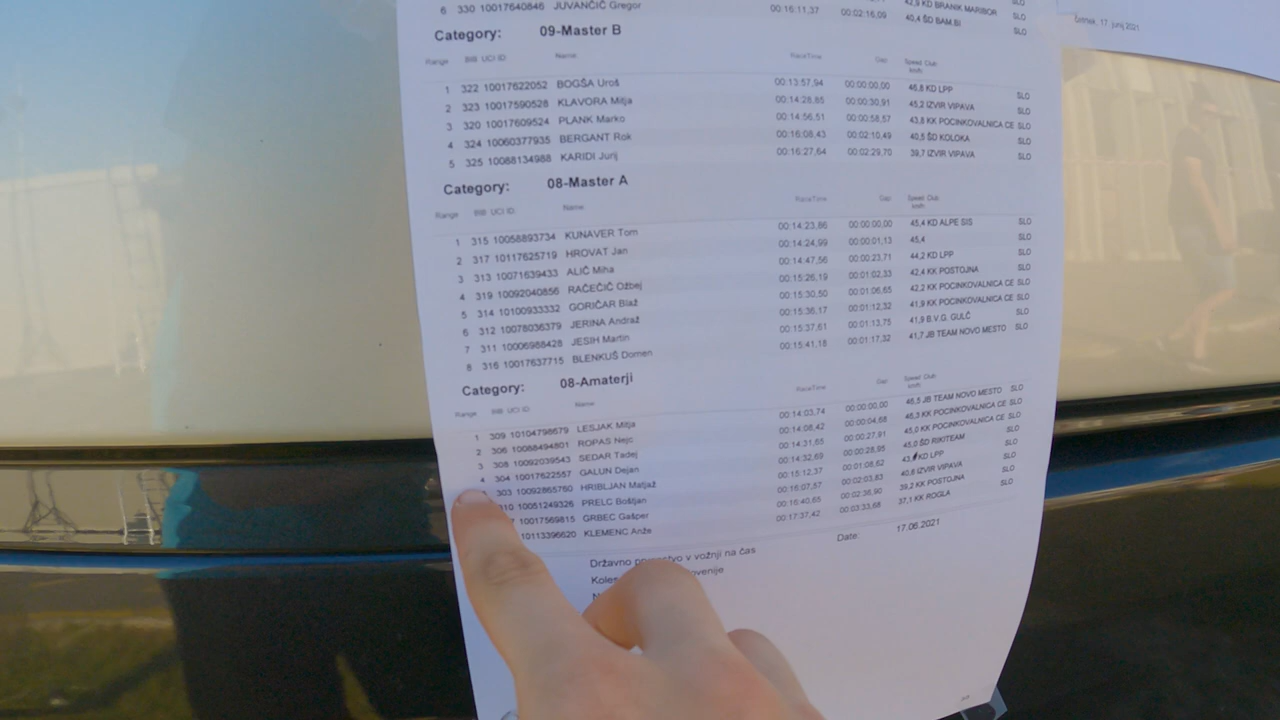 6 330 10017640846 JUVANČIČ Gregor 00:16:11,37 00:02:16,09 40,4 ŠD BAM.BI SLO
42,9 KD BRANIK MARIBOR SLO
Četrtek, 17. junij 2021
Category: 09-Master B
Range BIB UCI ID Name RaceTime Gap Speed Club
km/h
1 322 10017622052 BOGŠA Uroš 00:13:57,94 00:00:00,00 46,8 KD LPP SLO
2 323 10017590528 KLAVORA Mitja 00:14:28,85 00:00:30,91 45,2 IZVIR VIPAVA SLO
3 320 10017609524 PLANK Marko 00:14:56,51 00:00:58,57 43,8 KK POCINKOVALNICA CE SLO
4 324 10060377935 BERGANT Rok 00:16:08,43 00:02:10,49 40,5 ŠD KOLOKA SLO
5 325 10088134988 KARIDI Jurij 00:16:27,64 00:02:29,70 39,7 IZVIR VIPAVA SLO
Category: 08-Master A
Range BIB UCI ID Name RaceTime Gap Speed Club
km/h
1 315 10058893734 KUNAVER Tom 00:14:23,86 00:00:00,00 45,4 KD ALPE SIS SLO
2 317 10117625719 HROVAT Jan 00:14:24,99 00:00:01,13 45,4 SLO
3 313 10071639433 ALIČ Miha 00:14:47,56 00:00:23,71 44,2 KD LPP SLO
4 319 10092040856 RAČEČIČ Ožbej 00:15:26,19 00:01:02,33 42,4 KK POSTOJNA SLO
5 314 10100933332 GORIČAR Blaž 00:15:30,50 00:01:06,65 42,2 KK POCINKOVALNICA CE SLO
6 312 10078036379 JERINA Andraž 00:15:36,17 00:01:12,32 41,9 KK POCINKOVALNICA CE SLO
7 311 10006988428 JESIH Martin 00:15:37,61 00:01:13,75 41,9 B.V.G. GULČ SLO
8 316 10017637715 BLENKUŠ Domen 00:15:41,18 00:01:17,32 41,7 JB TEAM NOVO MESTO SLO
Category: 08-Amaterji
Range BIB UCI ID Name RaceTime Gap Speed Club
km/h
1 309 10104798679 LESJAK Mitja 00:14:03,74 00:00:00,00 46,5 JB TEAM NOVO MESTO SLO
2 306 10088494801 ROPAS Nejc 00:14:08,42 00:00:04,68 46,3 KK POCINKOVALNICA CE SLO
3 308 10092039543 SEDAR Tadej 00:14:31,65 00:00:27,91 45,0 KK POCINKOVALNICA CE SLO
4 304 10017622557 GALUN Dejan 00:14:32,69 00:00:28,95 45,0 ŠD RIKITEAM SLO
303 10092865760 HRIBLJAN Matjaž 00:15:12,37 00:01:08,62 43, KD LPP SLO
310 10051249326 PRELC Boštjan 00:16:07,57 00:02:03,83 40,6 IZVIR VIPAVA SLO
7 10017569815 GRBEC Gašper 00:16:40,65 00:02:36,90 39,2 KK POSTOJNA SLO
10113396620 KLEMENC Anže 00:17:37,42 00:03:33,68 37,1 KK ROGLA SLO
Date: 17.06.2021
Državno v vožnji na čas